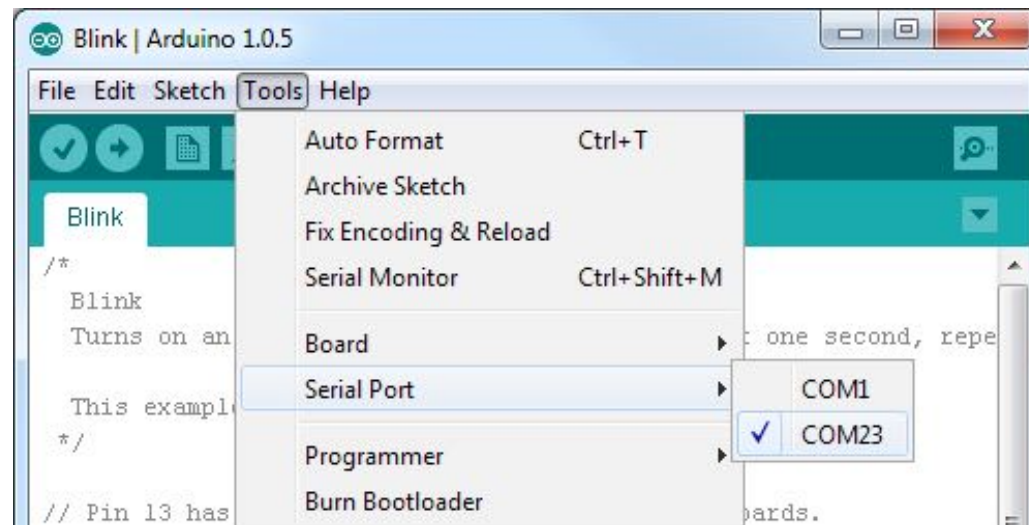 Blink | Arduino 1.0.5
File Edit Sketch Tools Help
Auto Format Ctrl+T
Archive Sketch
Fix Encoding & Reload
Serial Monitor Ctrl+Shift+M
Board
Serial Port
Programmer
Burn Bootloader
COM1
COM23
Blink
/*
Blink
Turns on an one second, repe
This exampl
*/
// Pin 13 has ards.